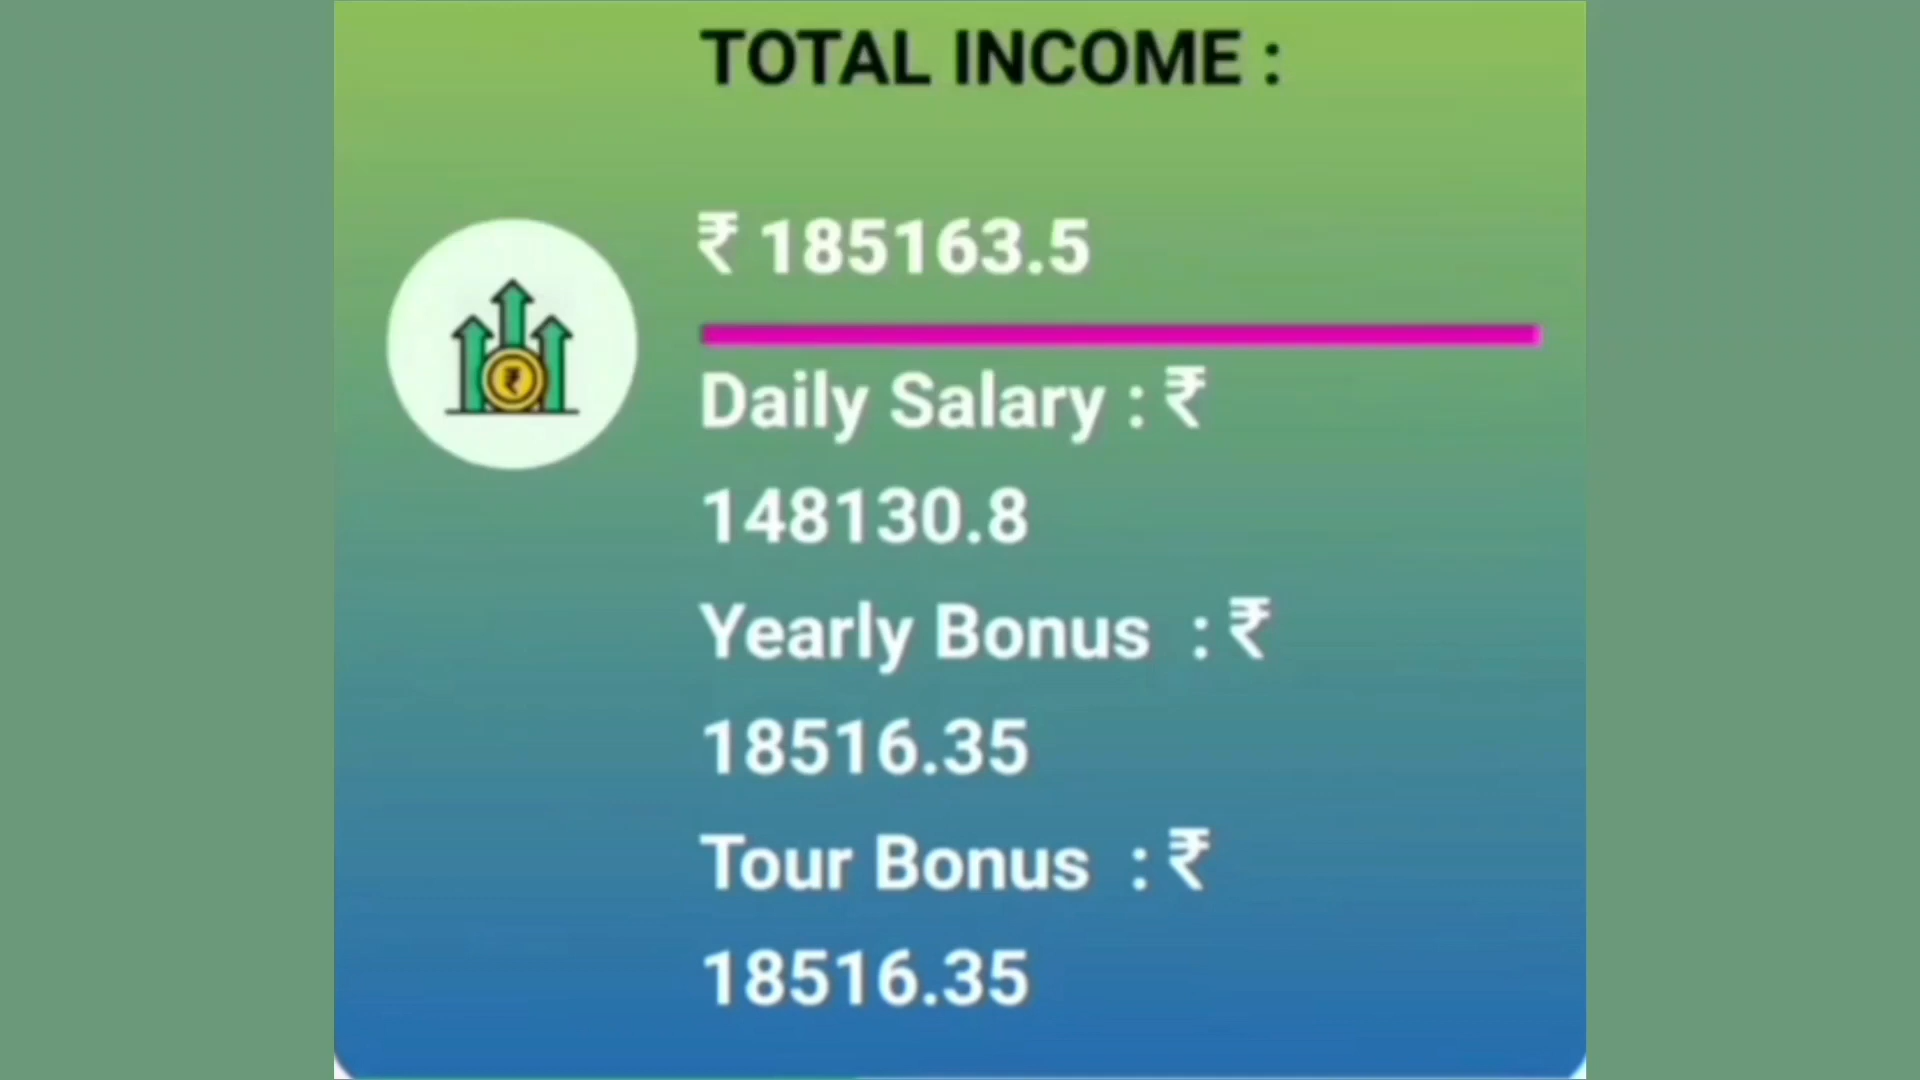 TOTAL INCOME :
₹ 185163.5
Daily Salary : ₹
148130.8
Yearly Bonus : ₹
18516.35
Tour Bonus : ₹
18516.35